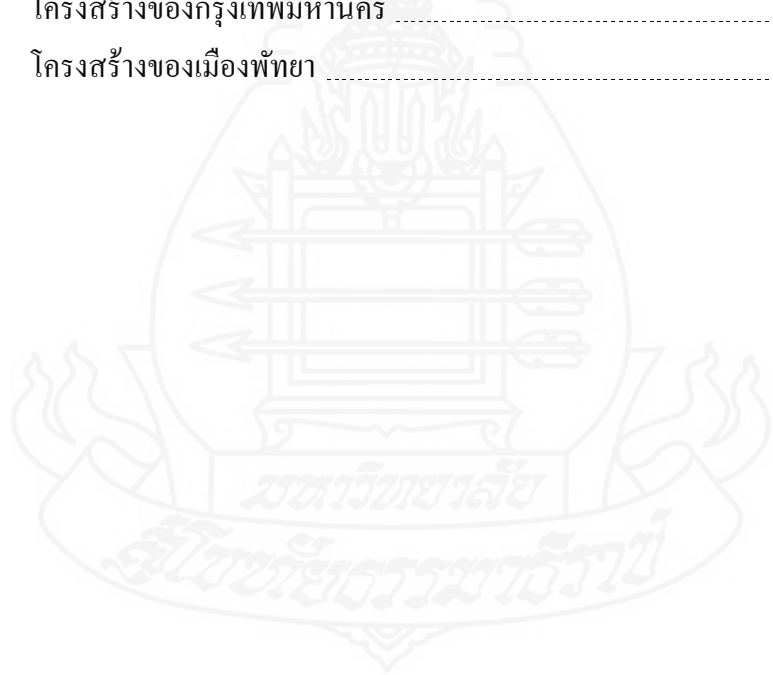 โครงสร้างของกรุงเทพมหานคร
โครงสร้างของเมืองพัทยา
มหาวิทยาลัย
สุโขทัยธรรมาธิราช